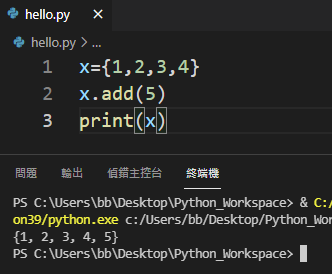 hello.py
hello.py > ...
1 x={1,2,3,4}
2 x.add(5)
3 print(x)
問題 輸出 偵錯主控台 終端機
PS C:\Users\bb\Desktop\Python_Workspace> & C:/
on39/python.exe c:/Users/bb/Desktop/Python_Wor
{1, 2, 3, 4, 5}
PS C:\Users\bb\Desktop\Python_Workspace>